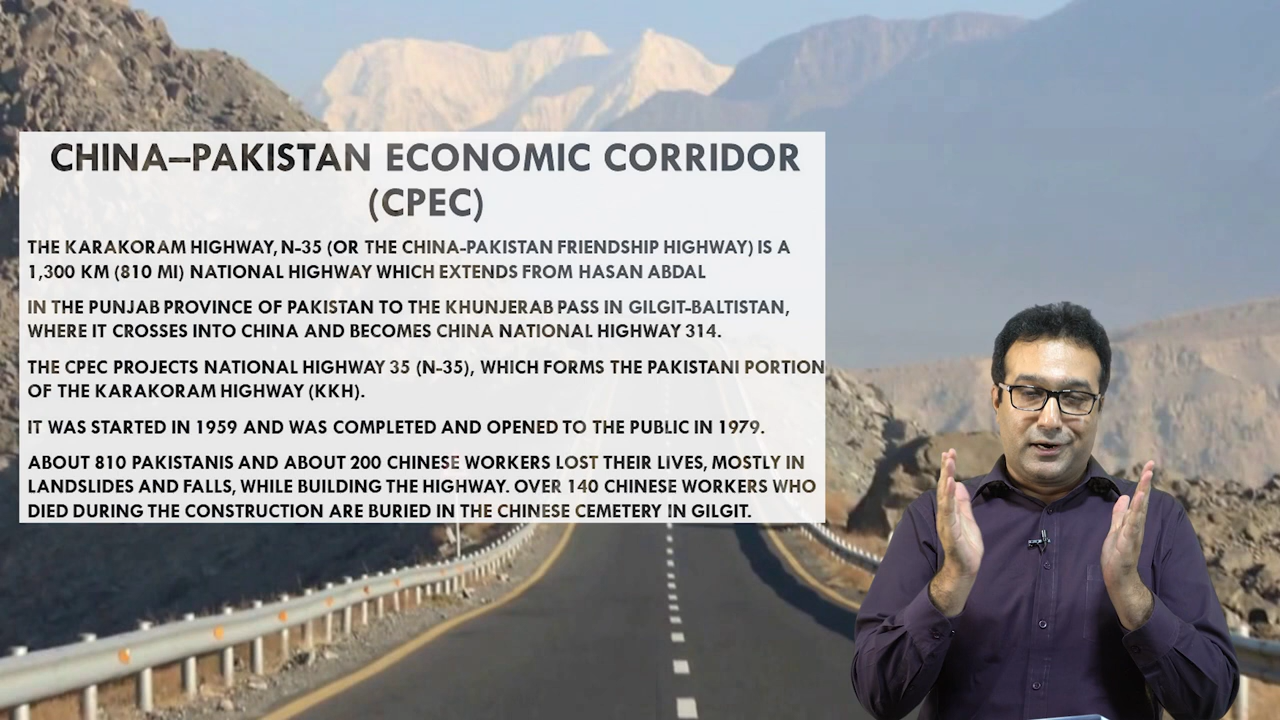 CHINA–PAKISTAN ECONOMIC CORRIDOR
(CPEC)
THE KARAKORAM HIGHWAY, N-35 (OR THE CHINA-PAKISTAN FRIENDSHIP HIGHWAY) IS A
1,300 KM (810 MI) NATIONAL HIGHWAY WHICH EXTENDS FROM HASAN ABDAL
IN THE PUNJAB PROVINCE OF PAKISTAN TO THE KHUNJERAB PASS IN GILGIT-BALTISTAN,
WHERE IT CROSSES INTO CHINA AND BECOMES CHINA NATIONAL HIGHWAY 314.
THE CPEC PROJECTS NATIONAL HIGHWAY 35 (N-35), WHICH FORMS THE PAKISTANI PORTION
OF THE KARAKORAM HIGHWAY (KKH).
IT WAS STARTED IN 1959 AND WAS COMPLETED AND OPENED TO THE PUBLIC IN 1979.
ABOUT 810 PAKISTANIS AND ABOUT 200 CHINESE WORKERS LOST THEIR LIVES, MOSTLY IN
LANDSLIDES AND FALLS, WHILE BUILDING THE HIGHWAY. OVER 140 CHINESE WORKERS WHO
DIED DURING THE CONSTRUCTION ARE BURIED IN THE CHINESE CEMETERY IN GILGIT.